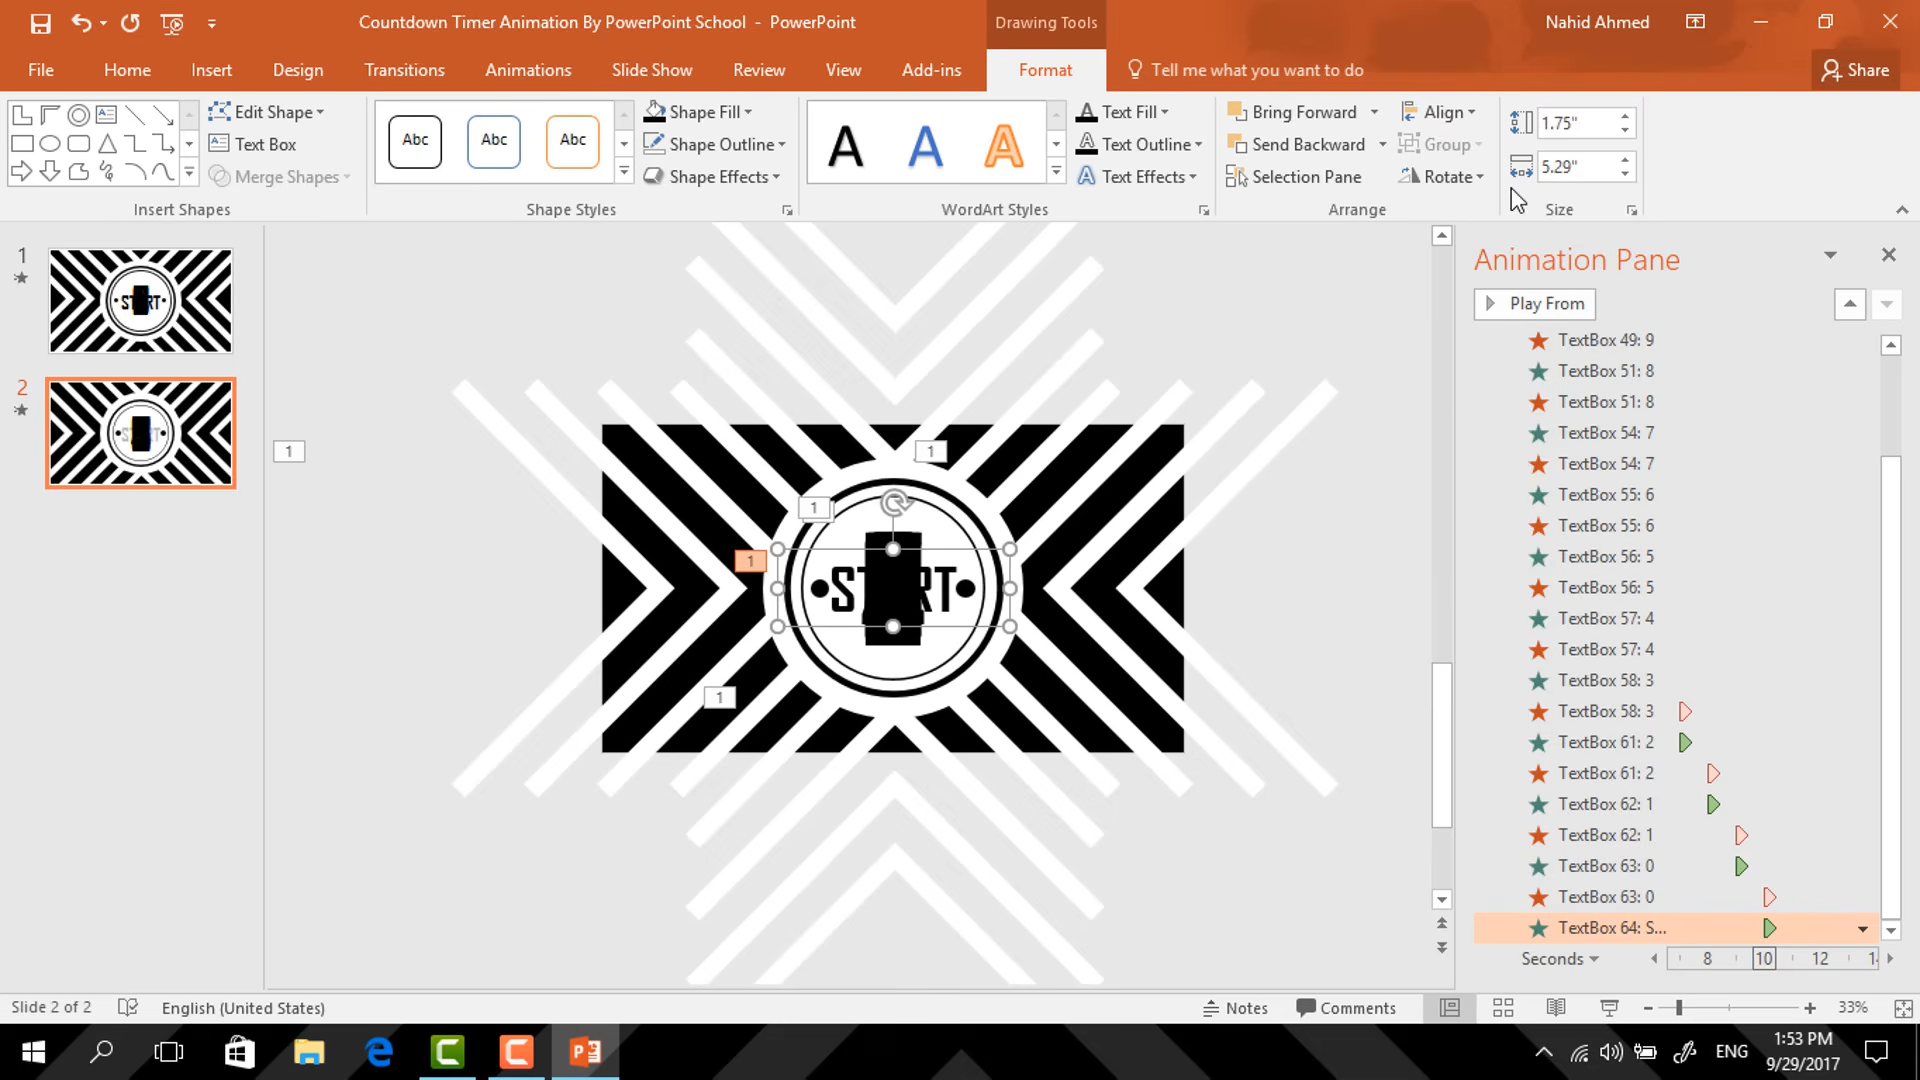 Countdown Timer Animation By PowerPoint School - PowerPoint
Drawing Tools
Nahid Ahmed
File
Home
Insert
Design
Transitions
Animations
Slide Show
Review
View
Add-ins
Format
Tell me what you want to do
Share
Edit Shape
Text Box
Merge Shapes
Insert Shapes
Abc
Abc
Abc
Shape Fill
Shape Outline
Shape Effects
Shape Styles
A
A
A
Text Fill
Text Outline
Text Effects
WordArt Styles
Bring Forward
Send Backward
Selection Pane
Align
Group
Rotate
Arrange
1.75"
5.29"
Size
1
2
1
1
1
1
1
Animation Pane
Play From
TextBox 49: 9
TextBox 51: 8
TextBox 51: 8
TextBox 54: 7
TextBox 54: 7
TextBox 55: 6
TextBox 55: 6
TextBox 56: 5
TextBox 56: 5
TextBox 57: 4
TextBox 57: 4
TextBox 58: 3
TextBox 58: 3
TextBox 61: 2
TextBox 61: 2
TextBox 62: 1
TextBox 62: 1
TextBox 63: 0
TextBox 63: 0
TextBox 64: S...
Seconds
8
10
12
Slide 2 of 2
English (United States)
Notes
Comments
33%
ENG
1:53 PM
9/29/2017